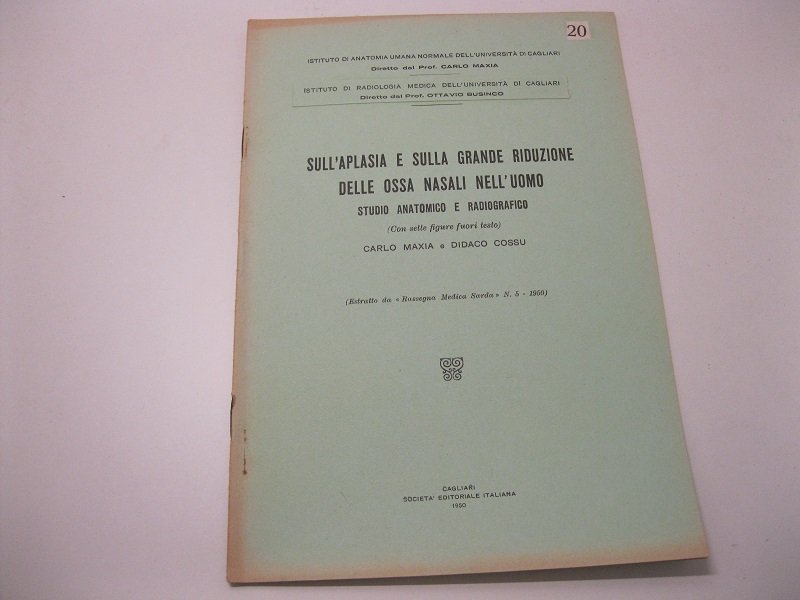 20
ISTITUTO DI ANATOMIA UMANA NORMALE DELL'UNIVERSITÀ DI CAGLIARI
Diretto dal Prof. CARLO MAXIA
ISTITUTO DI RADIOLOGIA MEDICA DELL'UNIVERSITÀ DI CAGLIARI
Diretto dal Prof. OTTAVIO BUSINCO
SULL'APLASIA E SULLA GRANDE RIDUZIONE
DELLE OSSA NASALI NELL'UOMO
STUDIO ANATOMICO E RADIOGRAFICO
(Con sette figure fuori testo)
CARLO MAXIA e DIDACO COSSU
(Estratto da « Rassegna Medica Sarda » N. 5 - 1950)
CAGLIARI
SOCIETA' EDITORIALE ITALIANA
1950